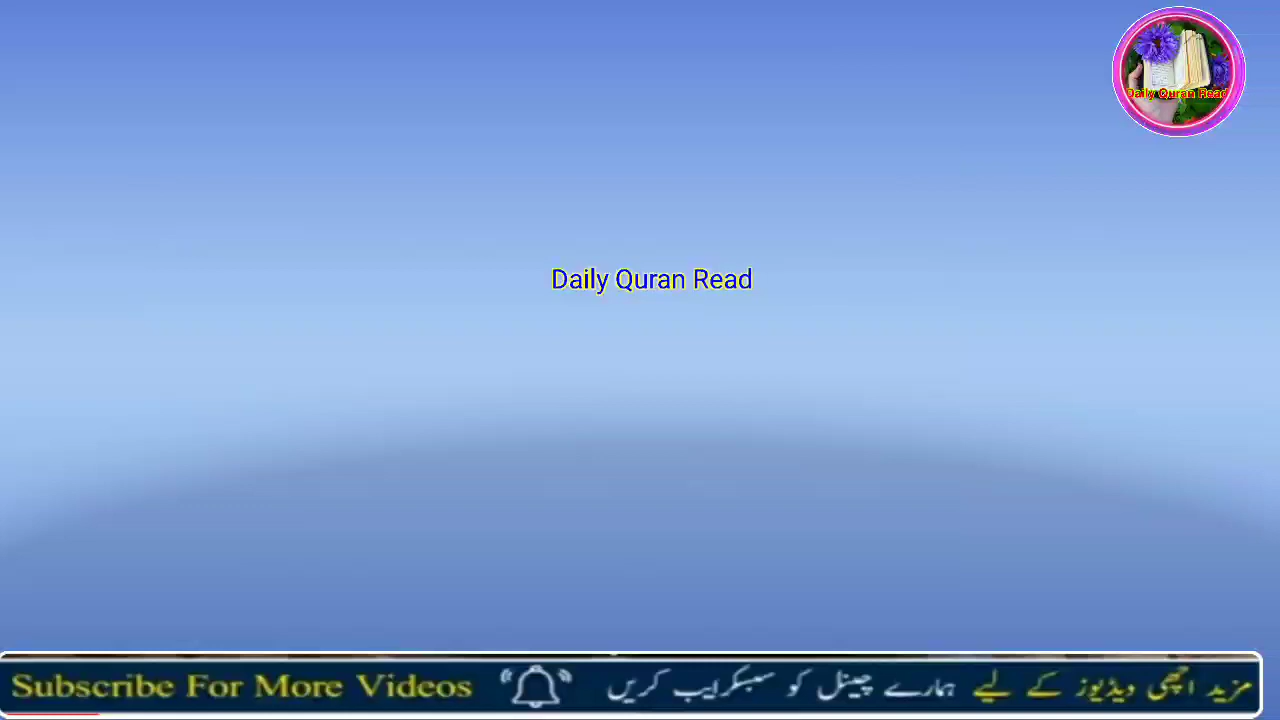 Daily Quran Read
Daily Quran Read
Subscribe For More Videos
مزید اچھی ویڈیوز کے لیے ہمارے چینل کو سبسکرایب کریں